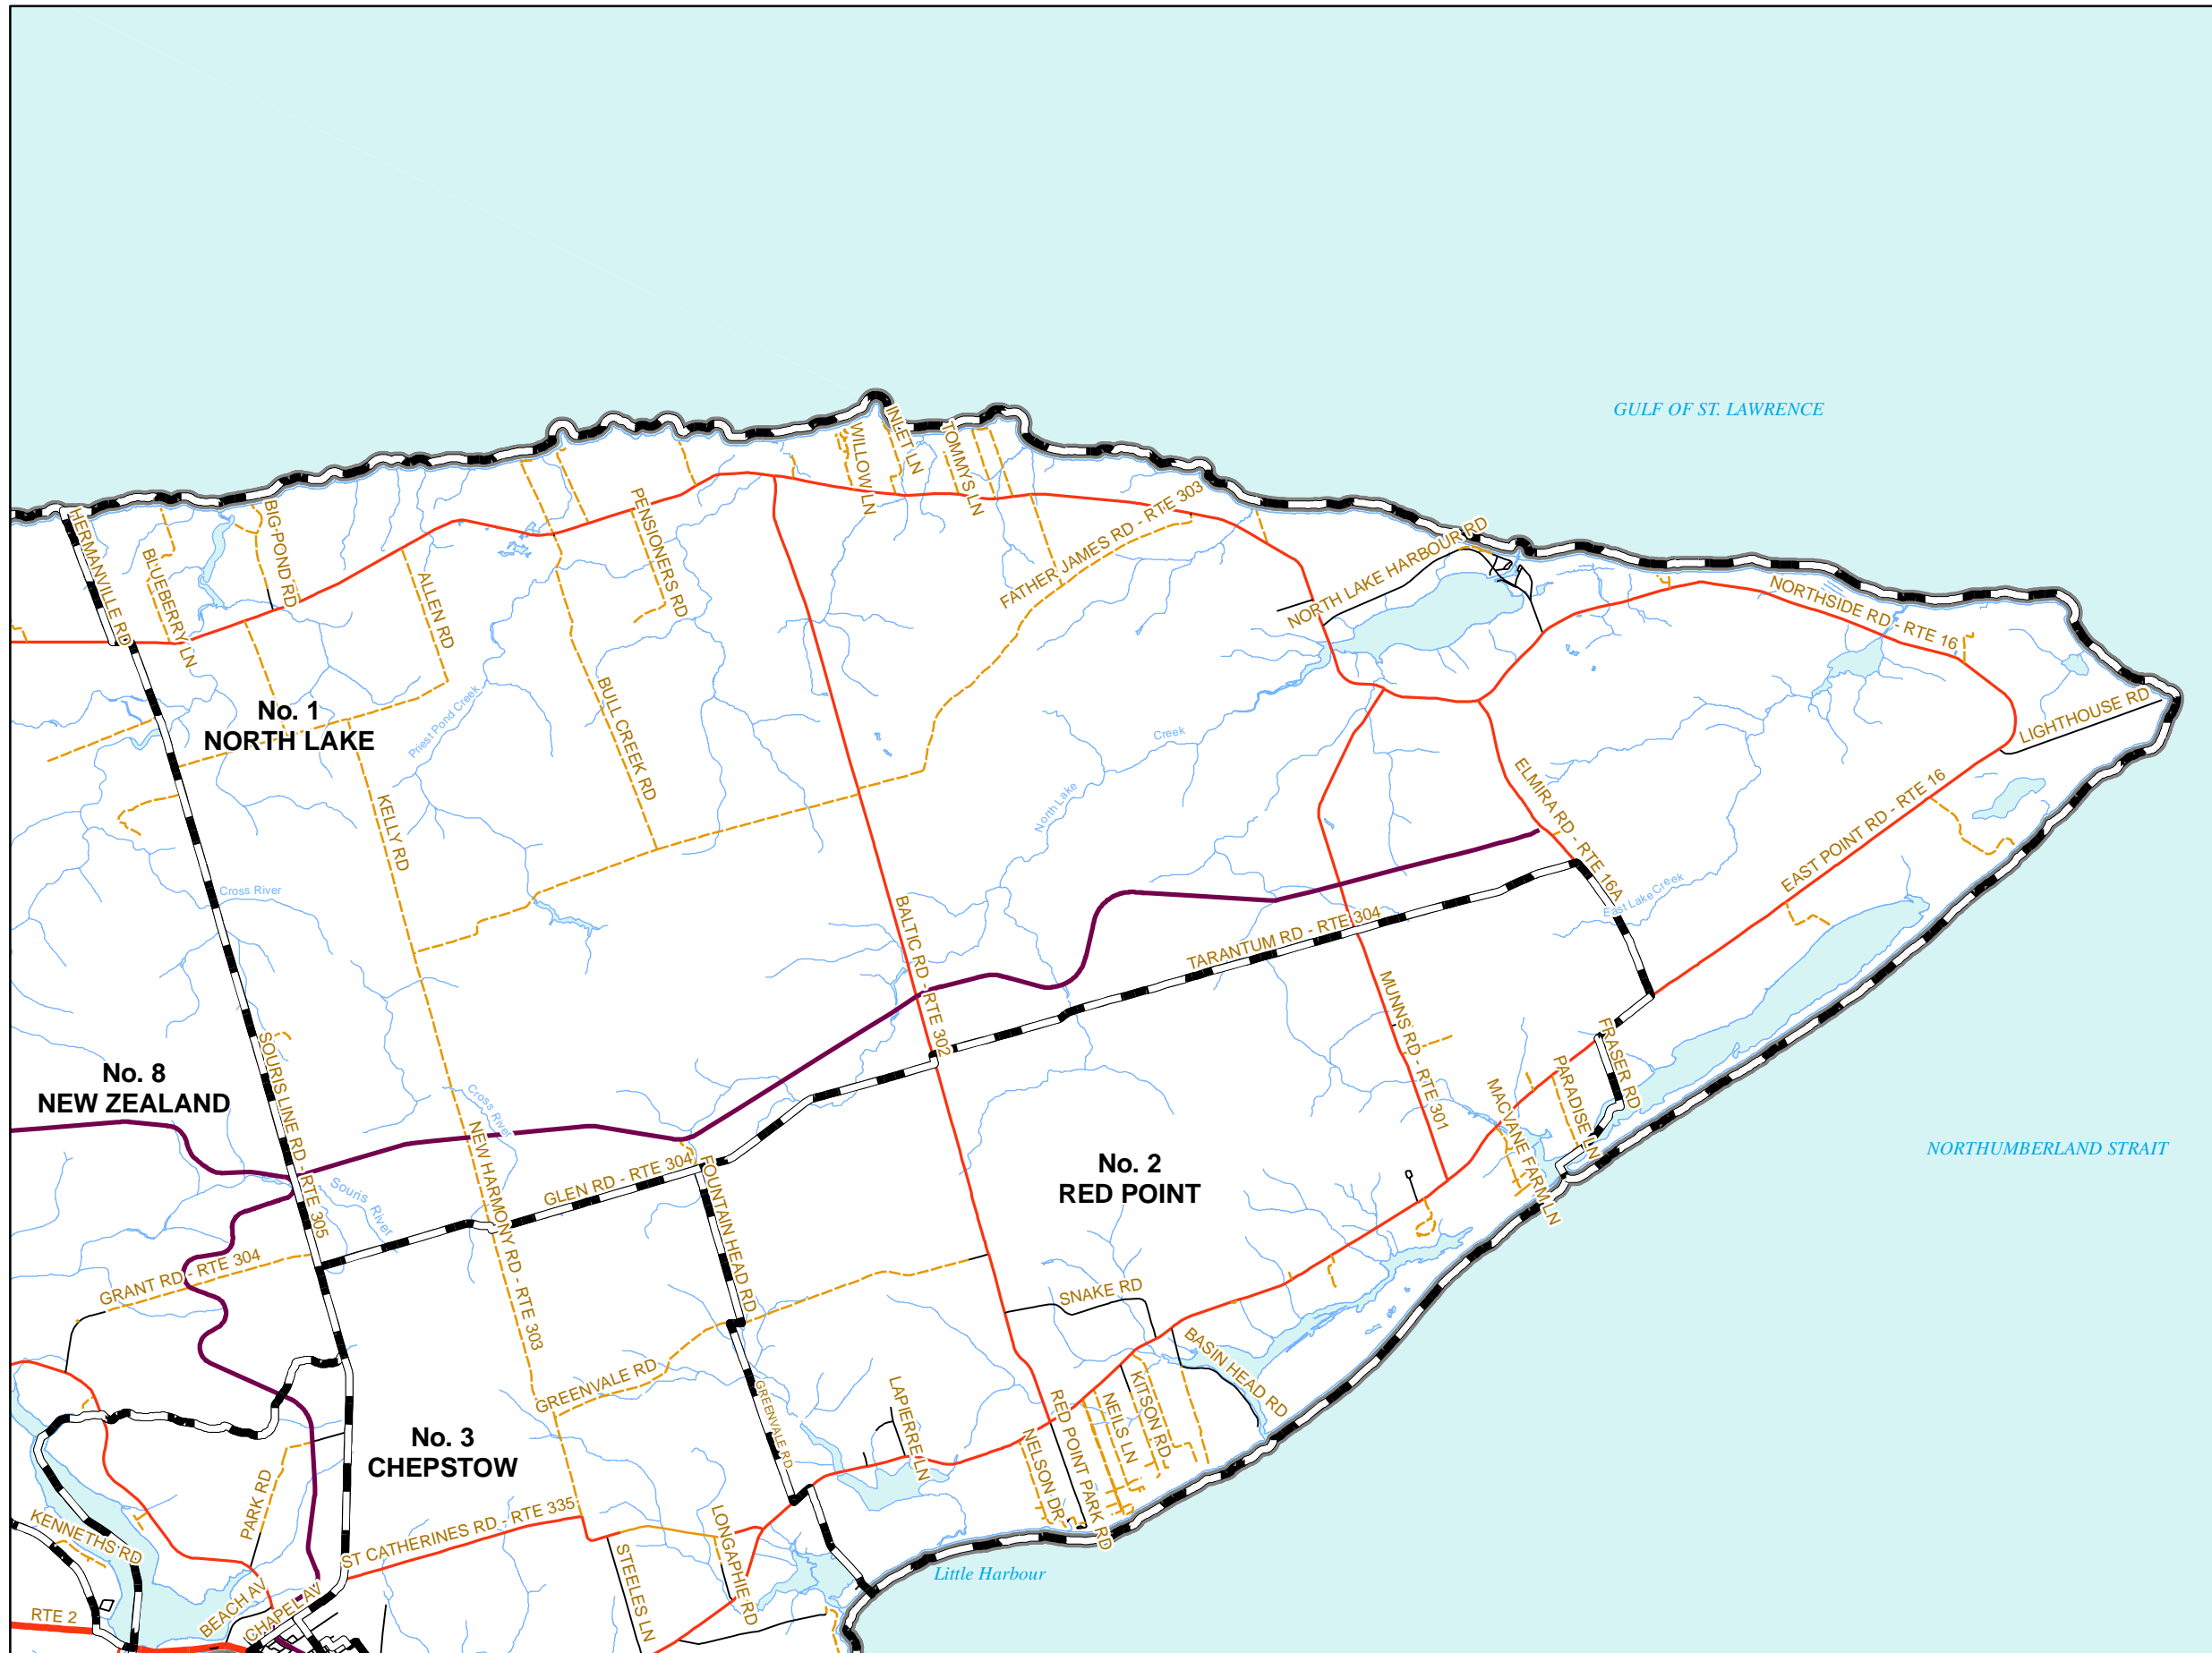 GULF OF ST. LAWRENCE
INLET LN
WILLOW LN
TOMMYS LN
HERMANVILLE RD
BLUEBERRY LN
BIG POND RD
ALLEN RD
PENSIONERS RD
FATHER JAMES RD - RTE 303
NORTH LAKE HARBOUR RD
NORTHSIDE RD - RTE 16
LIGHTHOUSE RD
No. 1
NORTH LAKE
Priest Pond Creek
BULL CREEK RD
North Lake
Creek
KELLY RD
ELMIRA RD - RTE 16A
EAST POINT RD - RTE 16
East Lake Creek
Cross River
BALTIC RD - RTE 302
TARANTUM RD - RTE 304
MUNNS RD - RTE 301
FRASER RD
PARADISE LN
MACVANE FARM LN
No. 8
NEW ZEALAND
SOURIS LINE RD - RTE 305
Cross River
NEW HARMONY RD - RTE 303
Souris River
GLEN RD - RTE 304
FOUNTAIN HEAD RD
No. 2
RED POINT
NORTHUMBERLAND STRAIT
GRANT RD - RTE 304
SNAKE RD
BASIN HEAD RD
GREENVALE RD
GREENVALE RD
LAPIERRE LN
NELSON DR
RED POINT PARK RD
NEILS LN
KITSON RD
No. 3
CHEPSTOW
PARK RD
KENNETHS RD
ST CATHERINES RD - RTE 335
STEELES LN
LONGAPHIE RD
Little Harbour
RTE 2
BEACH AV
CHAPEL AV